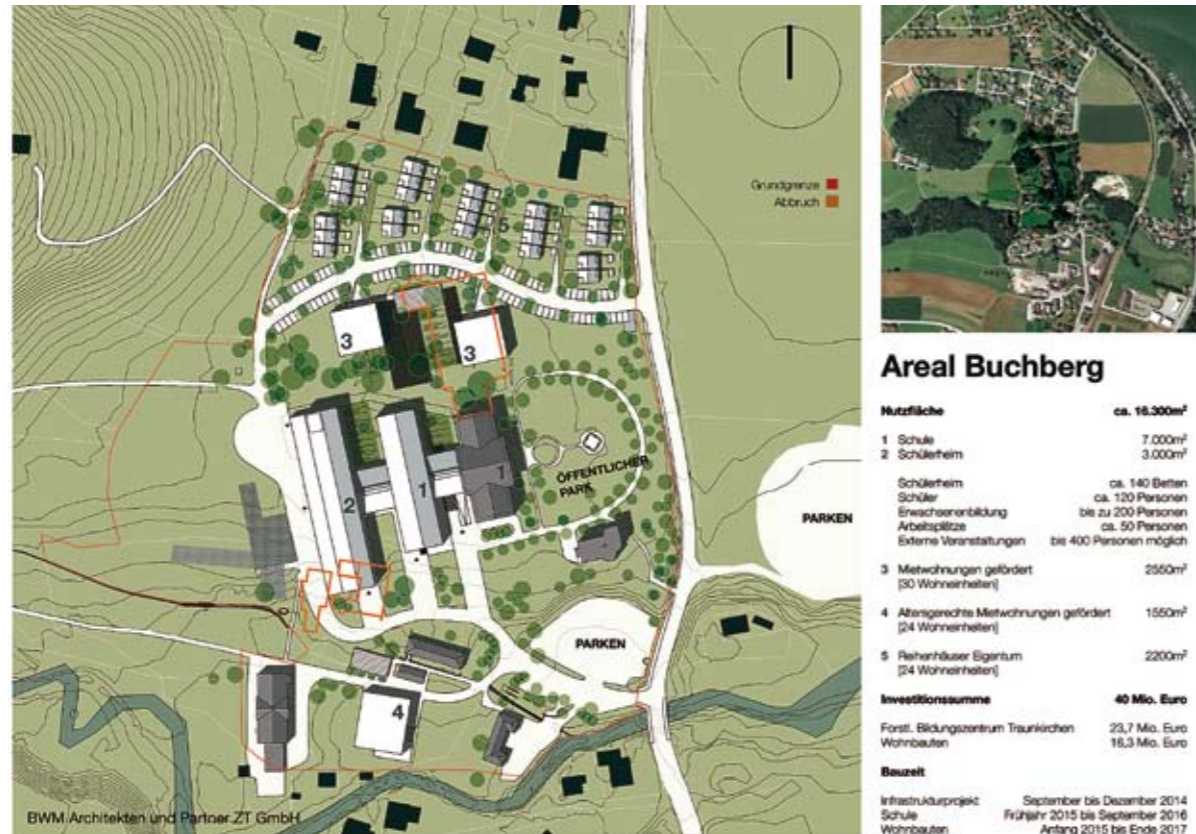 Grundgrenze
Abbruch
5
3
3
ÖFFENTLICHER
PARK
1
1
2
PARKEN
PARKEN
4
BWM Architekten und Partner ZT GmbH
Areal Buchberg
Nutzfläche ca. 16.300m²
1 Schule 7.000m²
2 Schülerheim 3.000m²
Schülerheim ca. 140 Betten
Schüler ca. 120 Personen
Erwachsenenbildung bis zu 200 Personen
Arbeitsplätze ca. 50 Personen
Externe Veranstaltungen bis 400 Personen möglich
3 Mietwohnungen gefördert 2550m²
[30 Wohneinheiten]
4 Altersgerechte Mietwohnungen gefördert 1550m²
[24 Wohneinheiten]
5 Reihenhäuser Eigentum 2200m²
[24 Wohneinheiten]
Investitionssumme 40 Mio. Euro
Forstl. Bildungszentrum Traunkirchen 23,7 Mio. Euro
Wohnbauten 16,3 Mio. Euro
Bauzeit
Infrastrukturprojekt September bis Dezember 2014
Schule Frühjahr 2015 bis September 2016
Wohnbauten Anfang 2015 bis Ende 2017